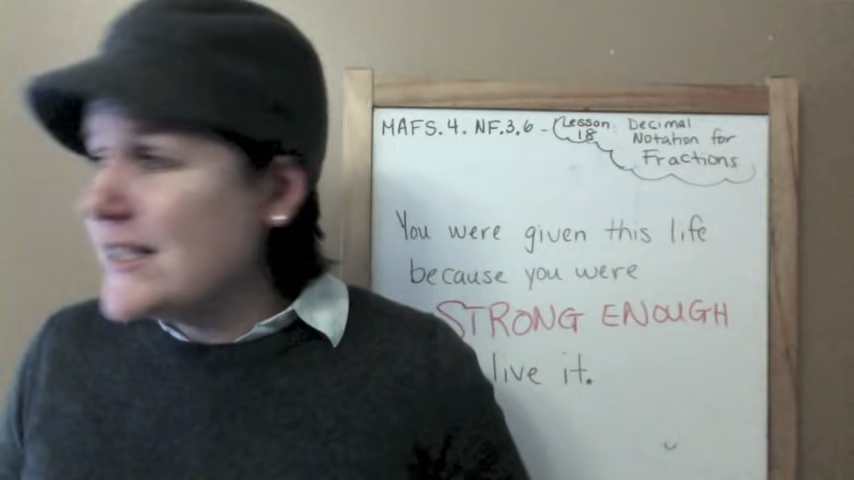 MAFS.4.NF.3.6 - Lesson 18 Decimal
Notation for
Fractions
You were given this life
because you were
STRONG ENOUGH
live it.